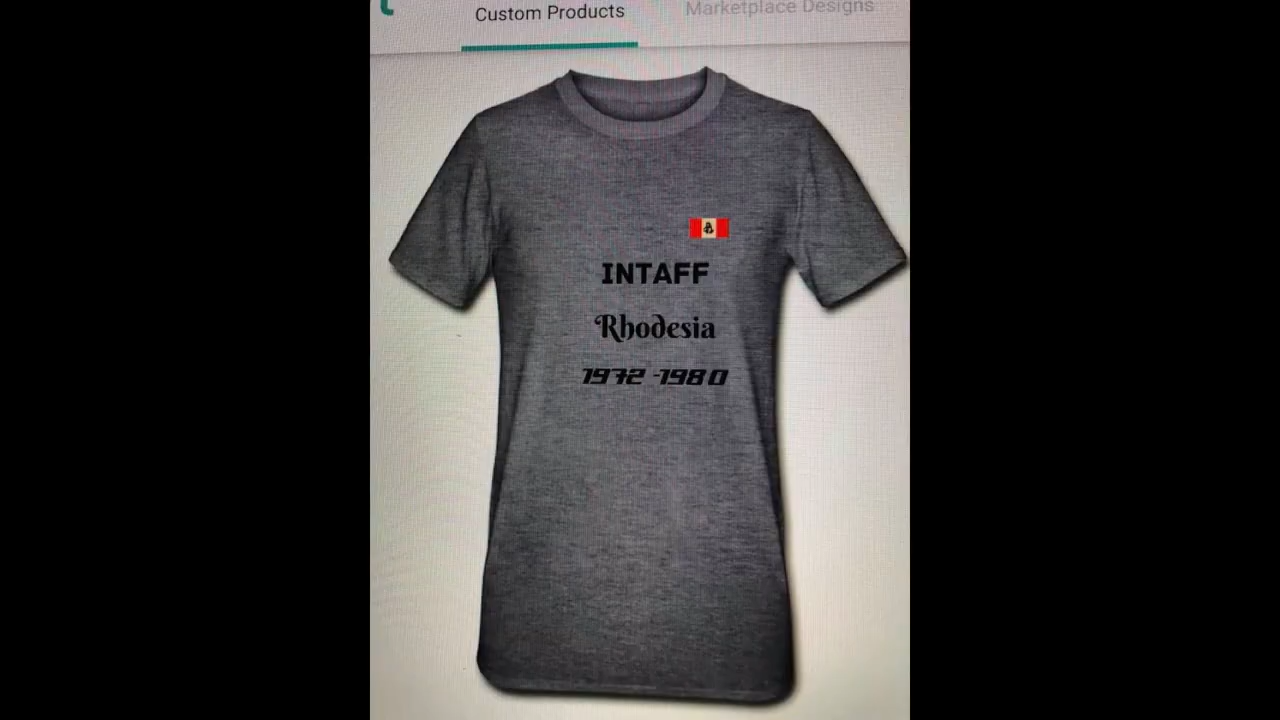 Custom Products
Marketplace Designs
INTAFF
Rhodesia
1972 -1980